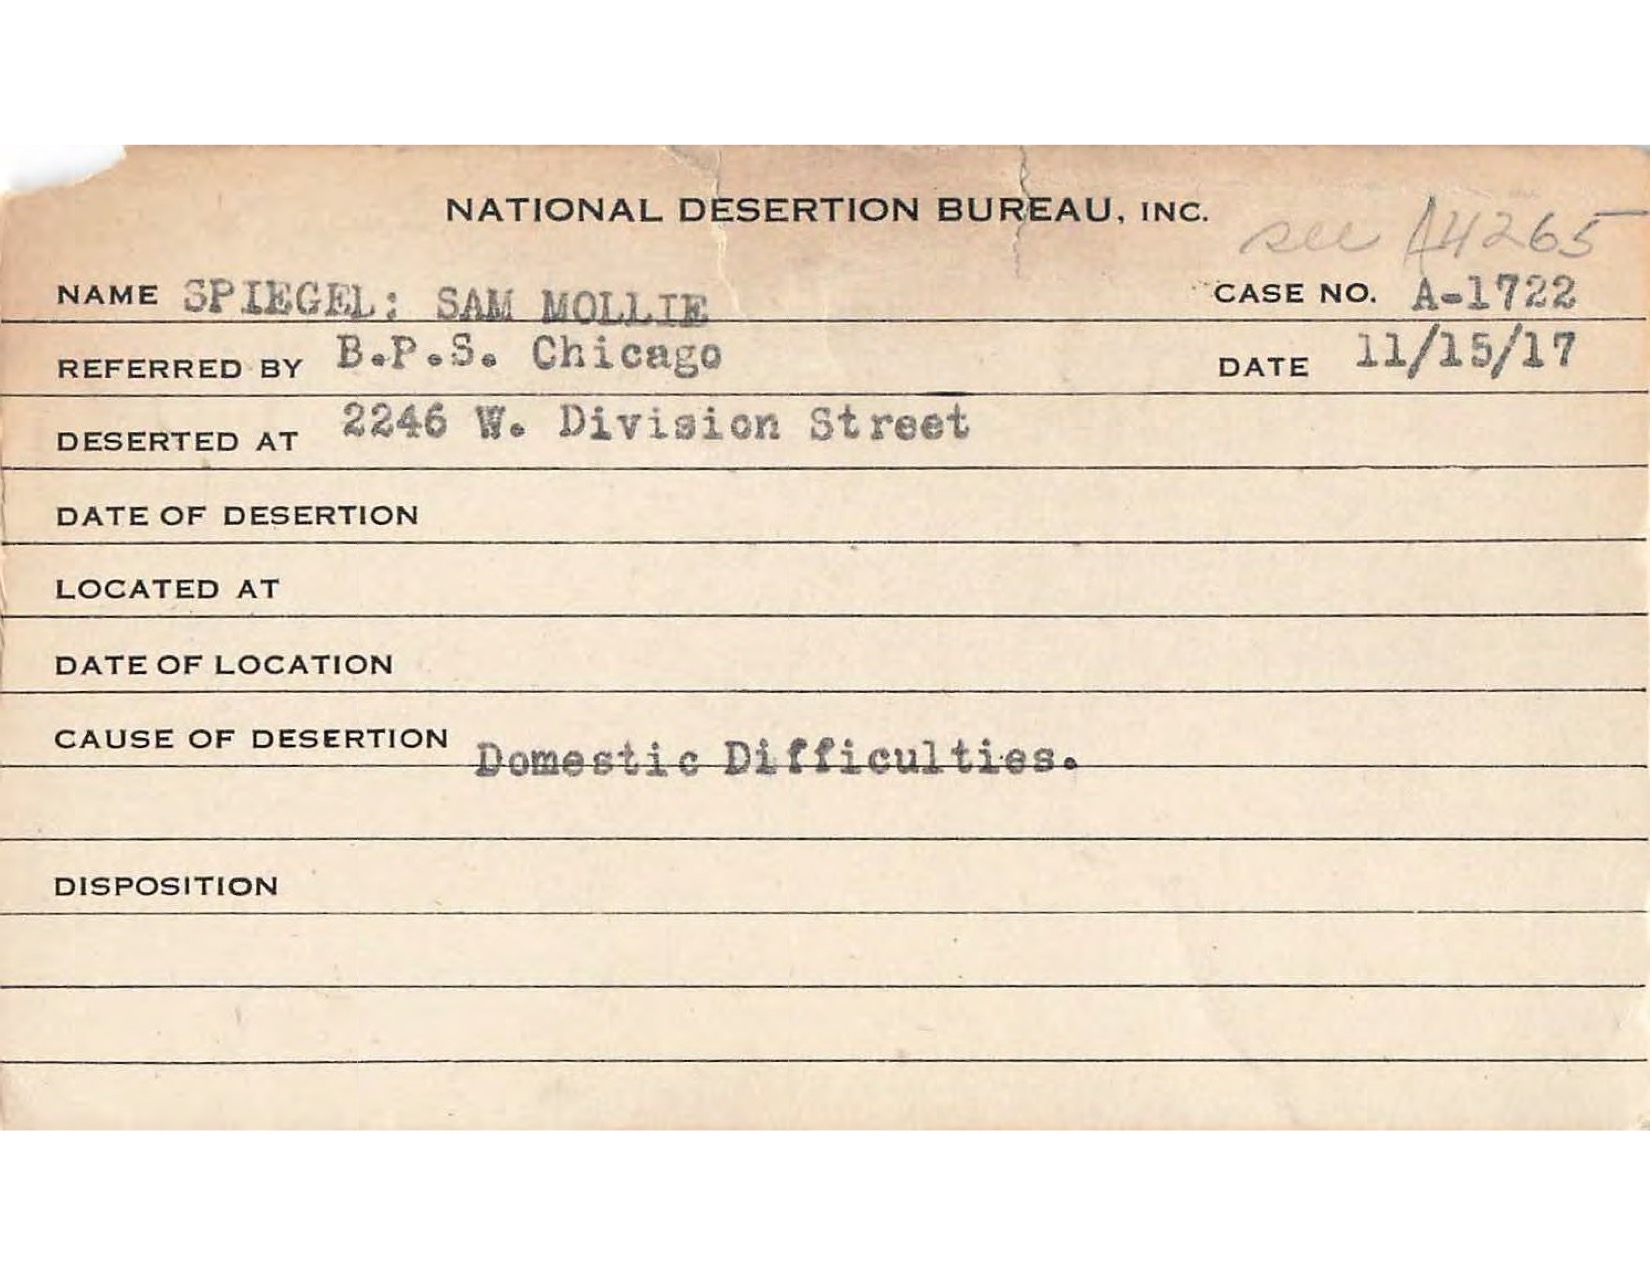 NATIONAL DESERTION BUREAU, INC.
see A4265
NAME SPIEGEL: SAM MOLLIE CASE NO. A-1722
REFERRED BY B.P.S. Chicago DATE 11/15/17
DESERTED AT 2246 W. Division Street
DATE OF DESERTION
LOCATED AT
DATE OF LOCATION
CAUSE OF DESERTION Domestic Difficulties.
DISPOSITION